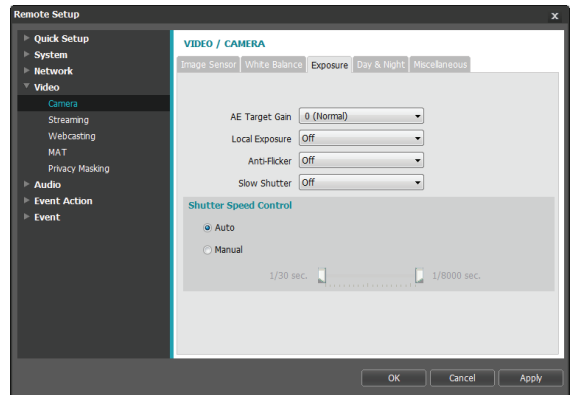 Remote Setup
x
Quick Setup
System
Network
Video
Camera
Streaming
Webcasting
MAT
Privacy Masking
Audio
Event Action
Event
VIDEO / CAMERA
Image Sensor White Balance Exposure Day & Night Miscellaneous
AE Target Gain 0 (Normal)
Local Exposure Off
Anti-Flicker Off
Slow Shutter Off
Shutter Speed Control
Auto
Manual
1/30 sec. 1/8000 sec.
OK Cancel Apply